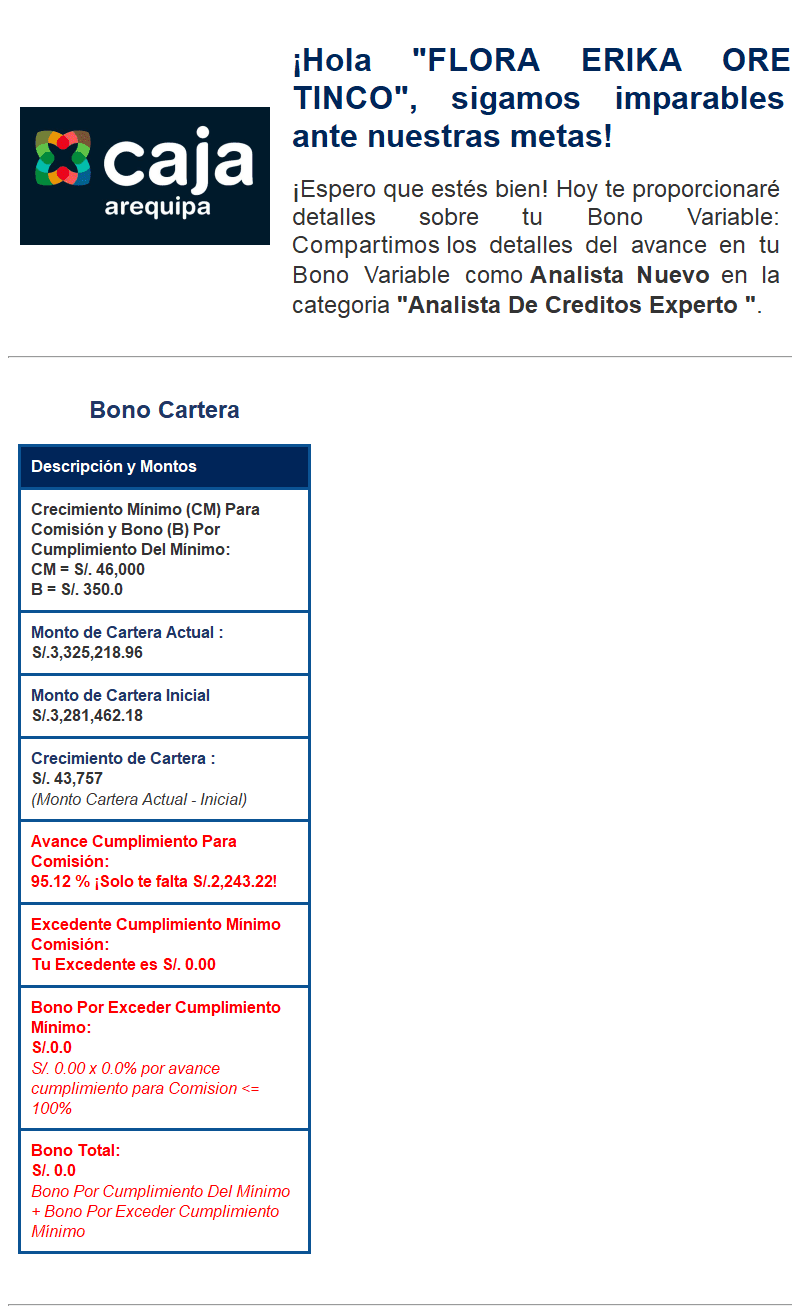 caja
arequipa
¡Hola "FLORA ERIKA ORE
TINCO", sigamos imparables
ante nuestras metas!
¡Espero que estés bien! Hoy te proporcionaré
detalles sobre tu Bono Variable:
Compartimos los detalles del avance en tu
Bono Variable como Analista Nuevo en la
categoria "Analista De Creditos Experto ".
Bono Cartera
Descripción y Montos
Crecimiento Mínimo (CM) Para
Comisión y Bono (B) Por
Cumplimiento Del Mínimo:
CM = S/. 46,000
B = S/. 350.0
Monto de Cartera Actual :
S/.3,325,218.96
Monto de Cartera Inicial
S/.3,281,462.18
Crecimiento de Cartera :
S/. 43,757
(Monto Cartera Actual - Inicial)
Avance Cumplimiento Para
Comisión:
95.12 % ¡Solo te falta S/.2,243.22!
Excedente Cumplimiento Mínimo
Comisión:
Tu Excedente es S/. 0.00
Bono Por Exceder Cumplimiento
Mínimo:
S/.0.0
S/. 0.00 x 0.0% por avance
cumplimiento para Comision <=
100%
Bono Total:
S/. 0.0
Bono Por Cumplimiento Del Mínimo
+ Bono Por Exceder Cumplimiento
Mínimo